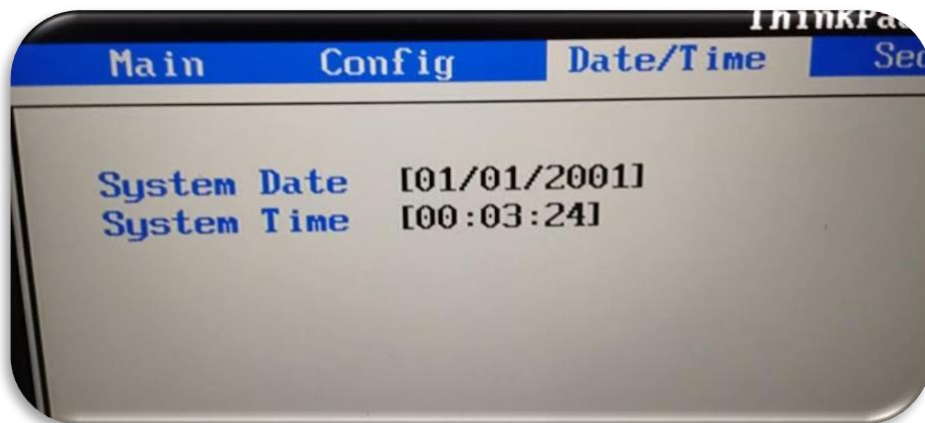 Main Config Date/Time
System Date [01/01/2001]
System Time [00:03:24]